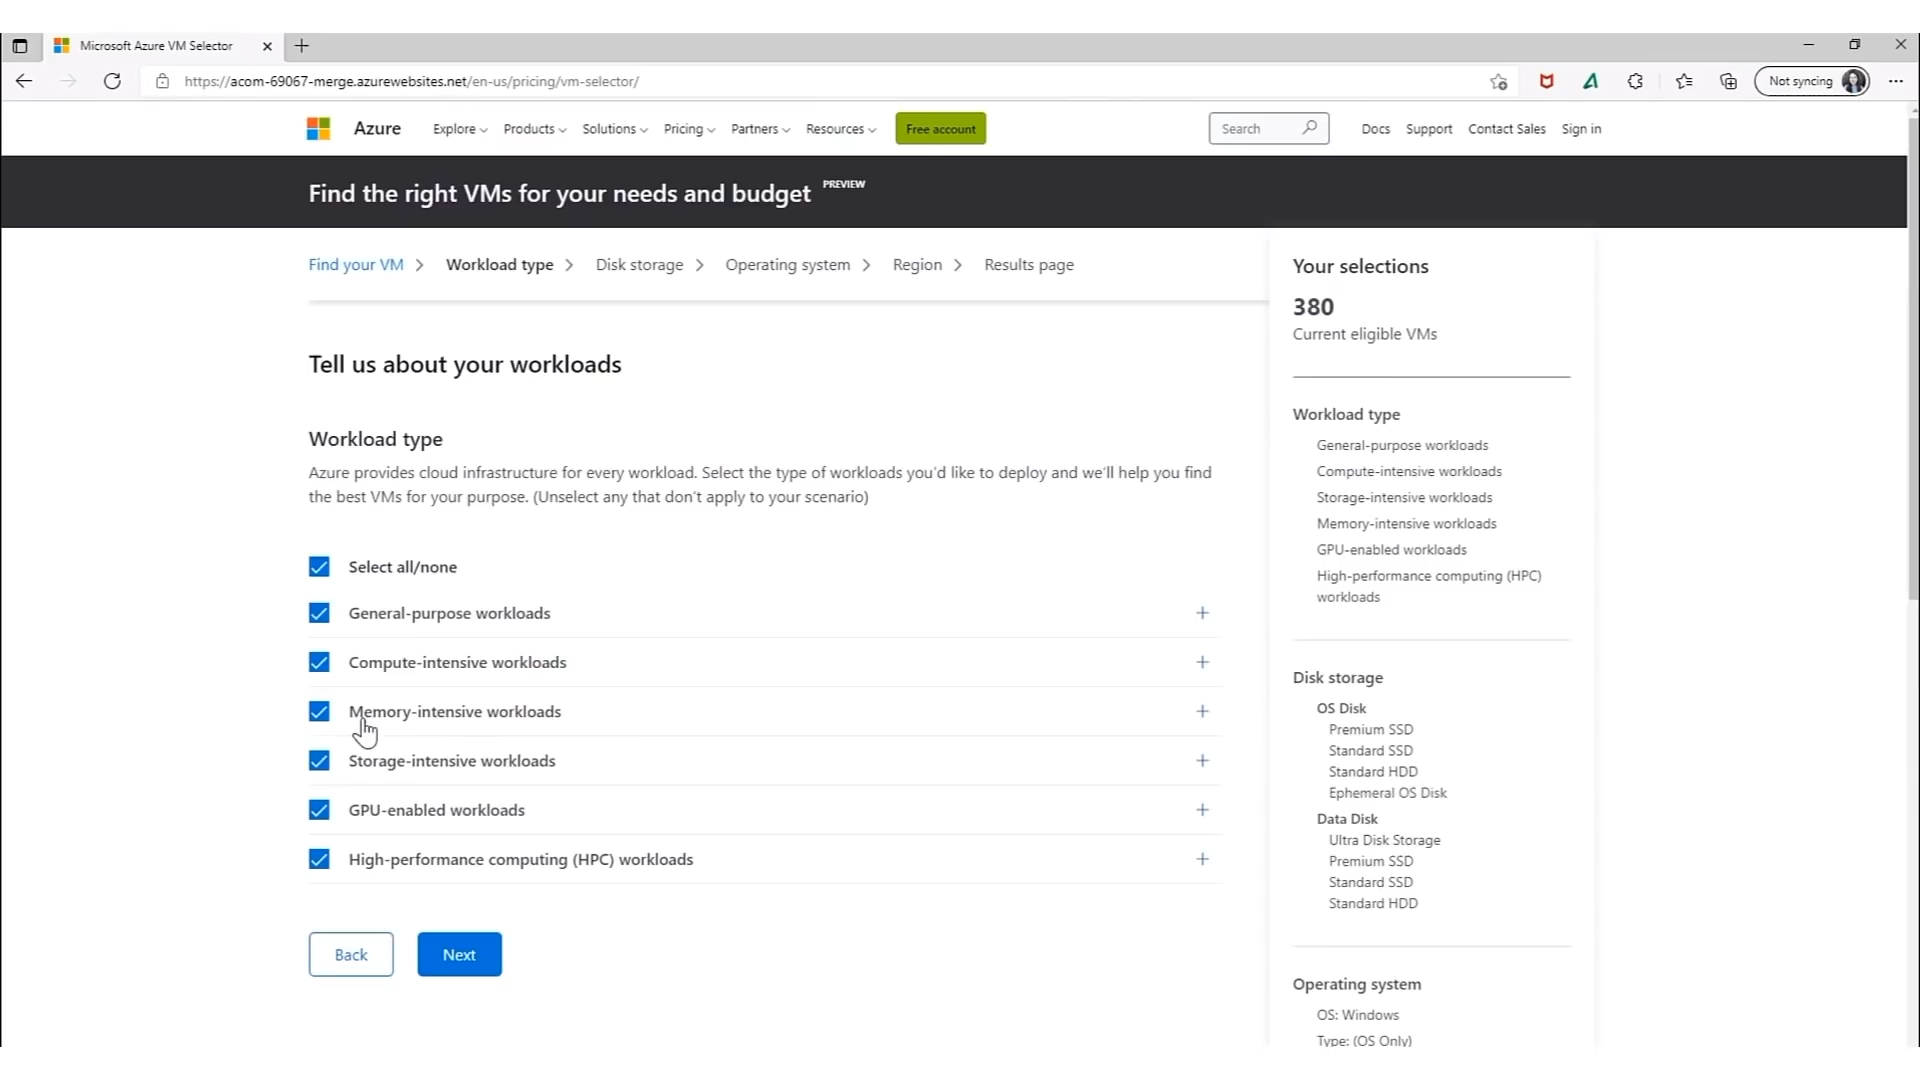 Microsoft Azure VM Selector
https://acom-69067-merge.azurewebsites.net/en-us/pricing/vm-selector/
Not syncing
Azure
Explore
Products
Solutions
Pricing
Partners
Resources
Free account
Search
Docs
Support
Contact Sales
Sign in
Find the right VMs for your needs and budget PREVIEW
Find your VM
Workload type
Disk storage
Operating system
Region
Results page
Tell us about your workloads
Workload type
Azure provides cloud infrastructure for every workload. Select the type of workloads you'd like to deploy and we'll help you find
the best VMs for your purpose. (Unselect any that don't apply to your scenario)
Select all/none
General-purpose workloads
Compute-intensive workloads
Memory-intensive workloads
Storage-intensive workloads
GPU-enabled workloads
High-performance computing (HPC) workloads
Back
Next
Your selections
380
Current eligible VMs
Workload type
General-purpose workloads
Compute-intensive workloads
Storage-intensive workloads
Memory-intensive workloads
GPU-enabled workloads
High-performance computing (HPC)
workloads
Disk storage
OS Disk
Premium SSD
Standard SSD
Standard HDD
Ephemeral OS Disk
Data Disk
Ultra Disk Storage
Premium SSD
Standard SSD
Standard HDD
Operating system
OS: Windows
Type: (OS Only)